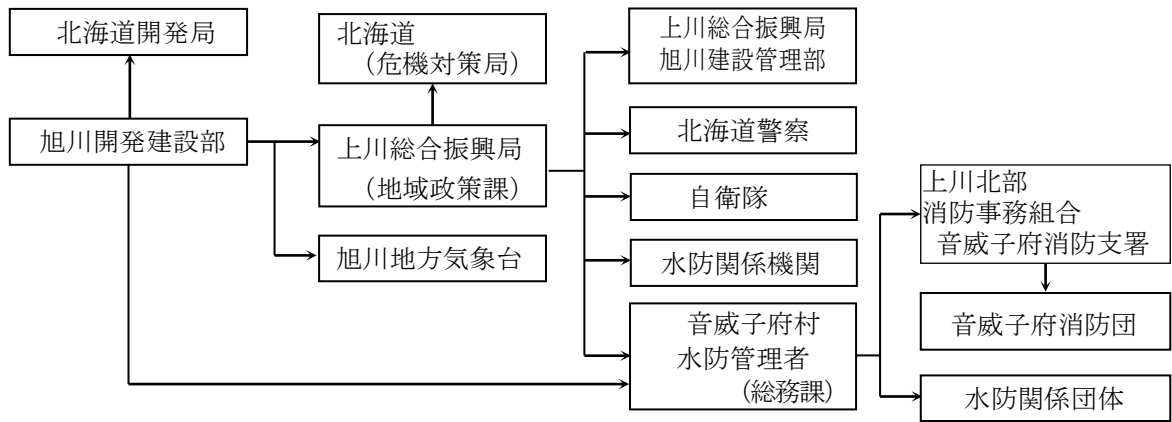 北海道開発局
旭川開発建設部
北海道
（危機対策局）
上川総合振興局
（地域政策課）
旭川地方気象台
上川総合振興局
旭川建設管理部
北海道警察
自衛隊
水防関係機関
音威子府村
水防管理者
（総務課）
上川北部
消防事務組合
音威子府消防支署
音威子府消防団
水防関係団体